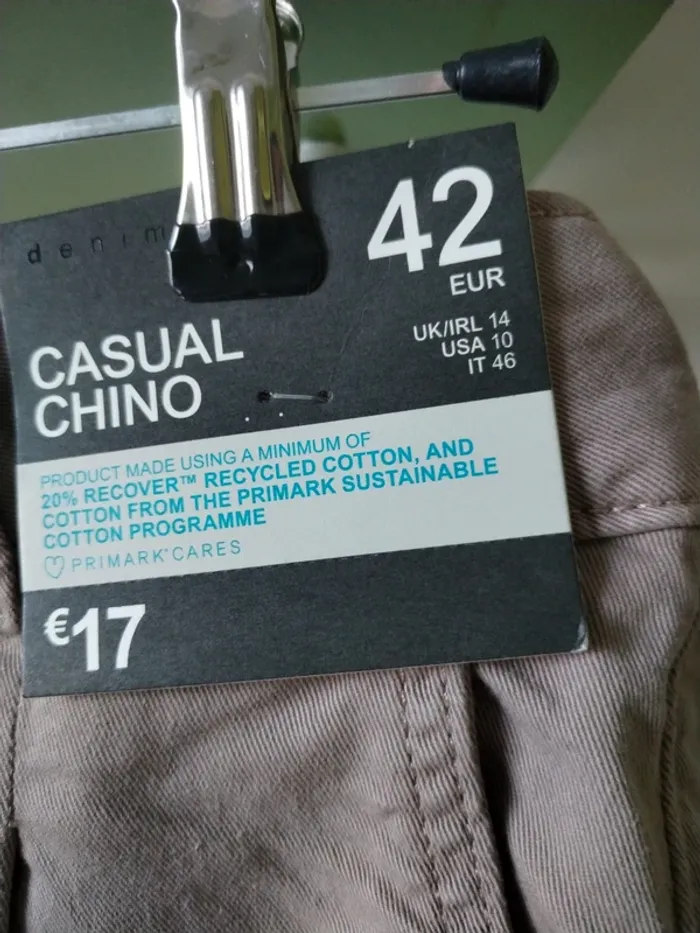 denim
42
EUR
UK/IRL 14
USA 10
IT 46
CASUAL
CHINO
PRODUCT MADE USING A MINIMUM OF
20% RECOVER™ RECYCLED COTTON, AND
COTTON FROM THE PRIMARK SUSTAINABLE
COTTON PROGRAMME
PRIMARK® CARES
€17